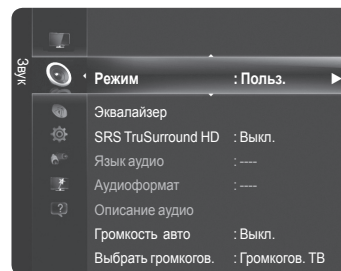 Звук
Режим : Польз.
Эквалайзер
SRS TruSurround HD : Выкл.
Язык аудио : ----
Аудиоформат : ----
Описание аудио
Громкость авто : Выкл.
Выбрать громкогов. : Громкогов. ТВ